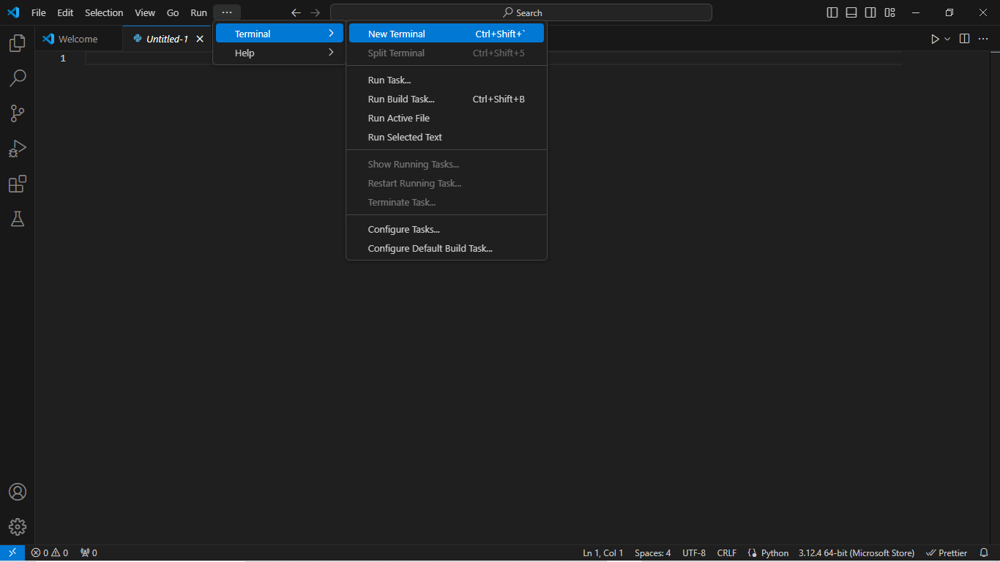 File Edit Selection View Go Run ··· Search
Welcome Untitled-1
Terminal
Help
New Terminal Ctrl+Shift+`
Split Terminal Ctrl+Shift+5
Run Task...
Run Build Task... Ctrl+Shift+B
Run Active File
Run Selected Text
Show Running Tasks...
Restart Running Task...
Terminate Task...
Configure Tasks...
Configure Default Build Task...
1
0 0 0 Ln 1, Col 1 Spaces: 4 UTF-8 CRLF Python 3.12.4 64-bit (Microsoft Store) Prettier